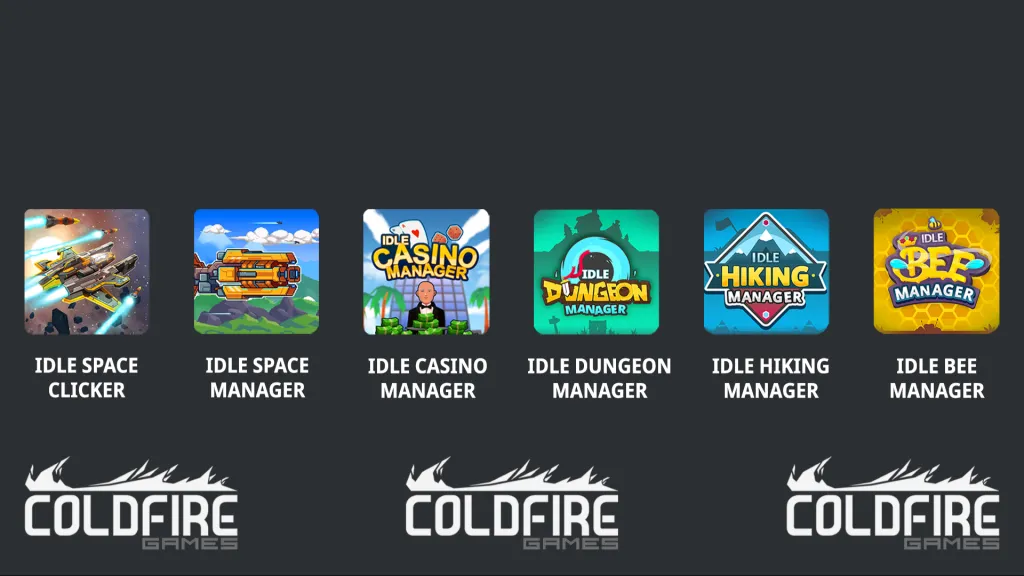 IDLE
CASINO
MANAGER
IDLE
DUNGEON
MANAGER
IDLE
HIKING
MANAGER
IDLE
BEE
MANAGER
IDLE SPACE
CLICKER
IDLE SPACE
MANAGER
IDLE CASINO
MANAGER
IDLE DUNGEON
MANAGER
IDLE HIKING
MANAGER
IDLE BEE
MANAGER
COLDFIRE
GAMES
COLDFIRE
GAMES
COLDFIRE
GAMES